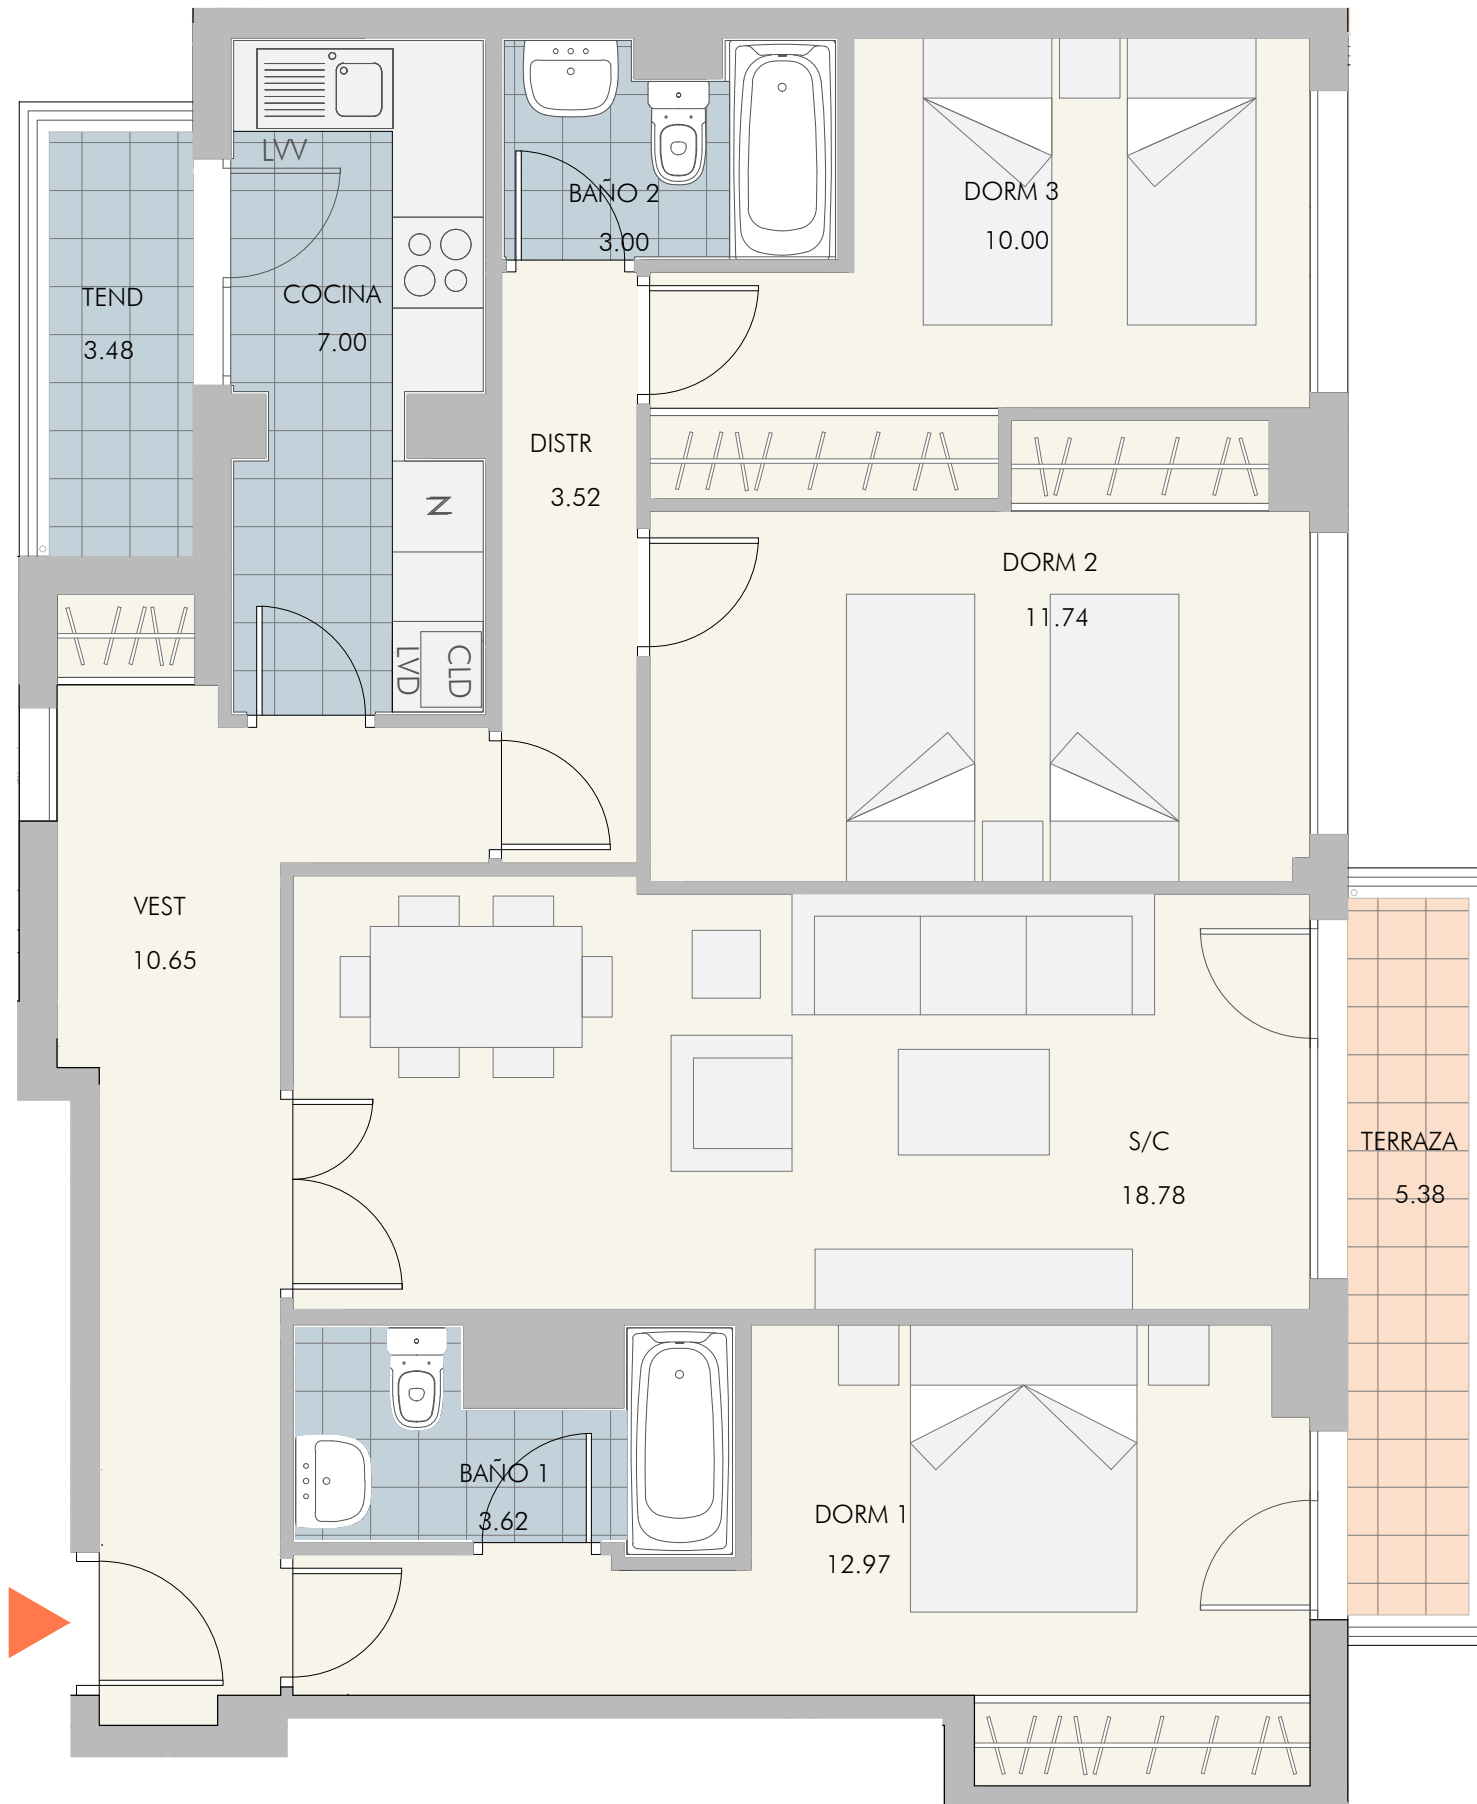 LVV
BAÑO 2
3.00
DORM 3
10.00
TEND
3.48
COCINA
7.00
DISTR
3.52
N
DORM 2
11.74
LVD
CLD
VEST
10.65
S/C
18.78
TERRAZA
5.38
BAÑO 1
3.62
DORM 1
12.97